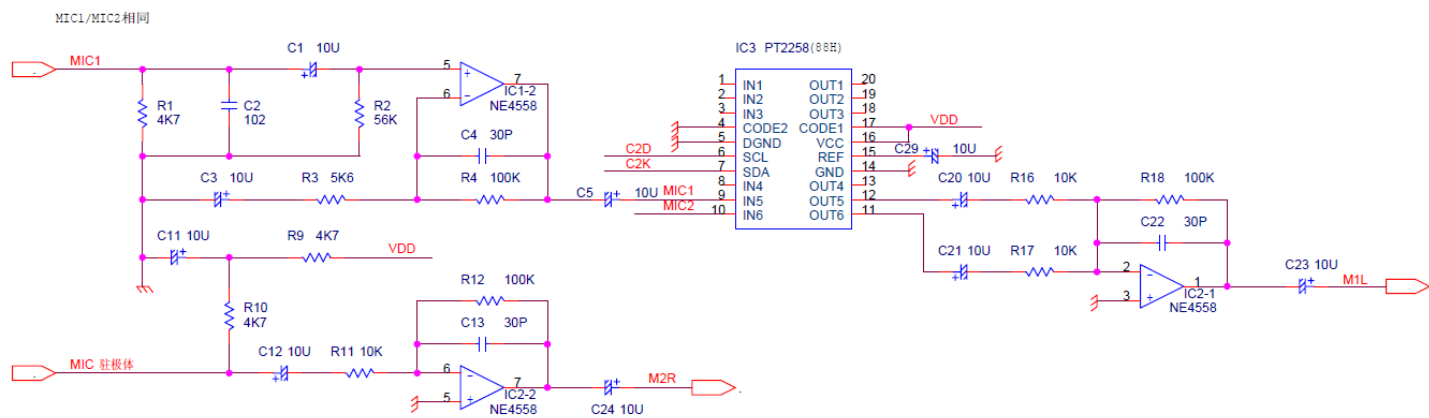 MIC1/MIC2相同
MIC1
C1 10U
R1
4K7
C2
102
R2
56K
5
6
7
IC1-2
NE4558
C4 30P
R4 100K
C3 10U
R3 5K6
C5 10U
C11 10U
R9 4K7
VDD
R10
4K7
MIC 驻极体
C12 10U
R11 10K
R12
100K
C13 30P
6
5
7
IC2-2
NE4558
C24 10U
M2R
IC3 PT2258(88H)
1 IN1 OUT1 20
2 IN2 OUT2 19
3 IN3 OUT3 18
4 CODE2 CODE1 17 VDD
5 DGND VCC 16
C2D 6 SCL REF 15 C29 10U
C2K 7 SDA GND 14
8 IN4 OUT4 13
MIC1 9 IN5 OUT5 12
MIC2 10 IN6 OUT6 11
C20 10U
R16 10K
R18 100K
C22 30P
C21 10U
R17 10K
2
3
1
IC2-1
NE4558
C23 10U
M1L